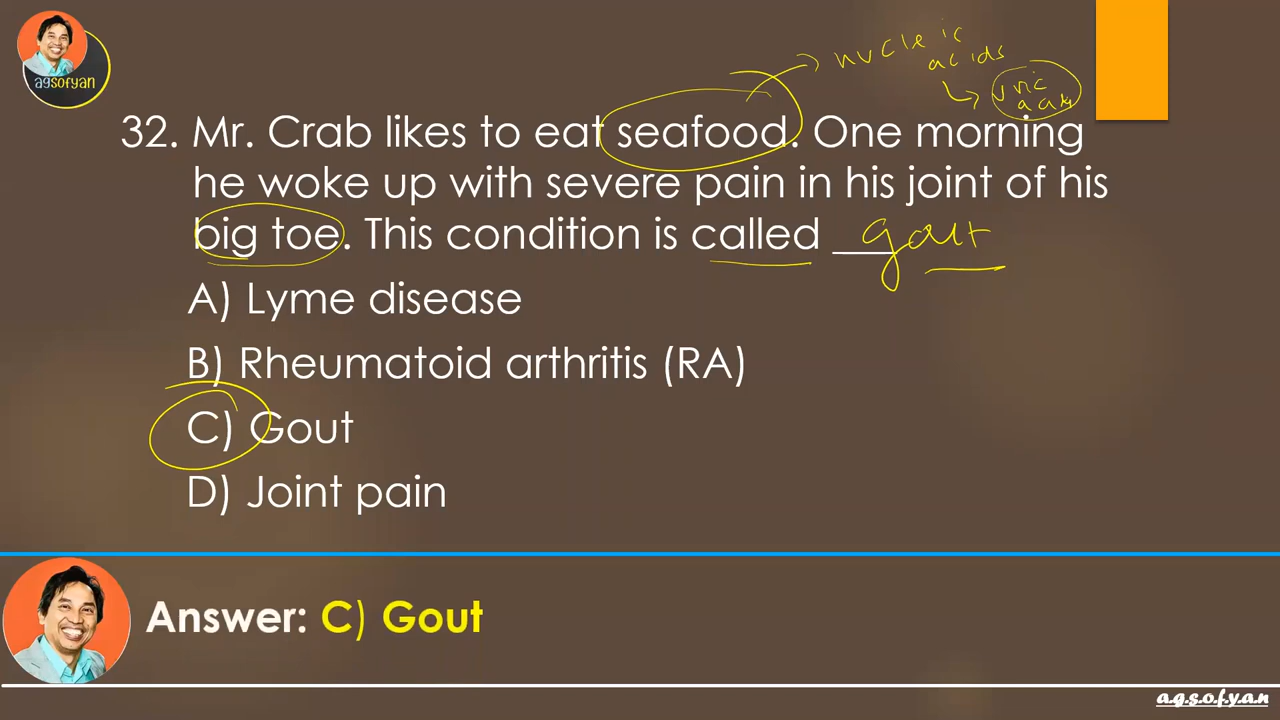 agsofyan
nucleic
acids
uric
acid
32. Mr. Crab likes to eat seafood. One morning
he woke up with severe pain in his joint of his
big toe. This condition is called ___ gout
A) Lyme disease
B) Rheumatoid arthritis (RA)
C) Gout
D) Joint pain
Answer: C) Gout
a.g.s.o.f.y.a.n